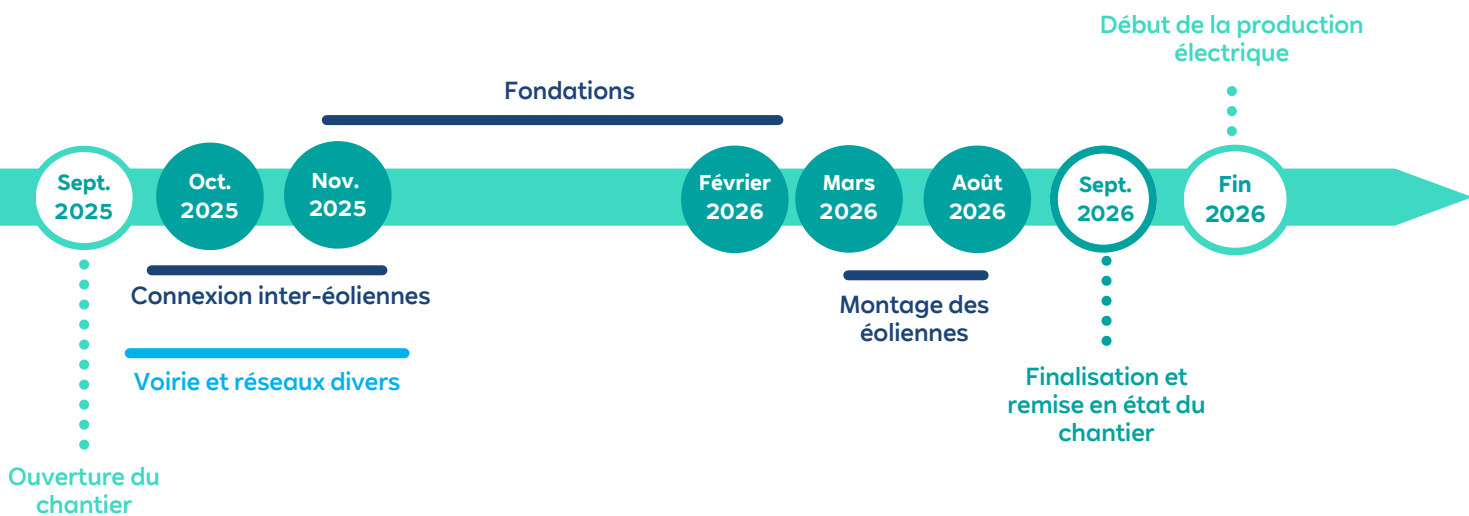 Début de la production
électrique
Fondations
Sept.
2025
Oct.
2025
Nov.
2025
Février
2026
Mars
2026
Août
2026
Sept.
2026
Fin
2026
Connexion inter-éoliennes
Montage des
éoliennes
Voirie et réseaux divers
Finalisation et
remise en état du
chantier
Ouverture du
chantier